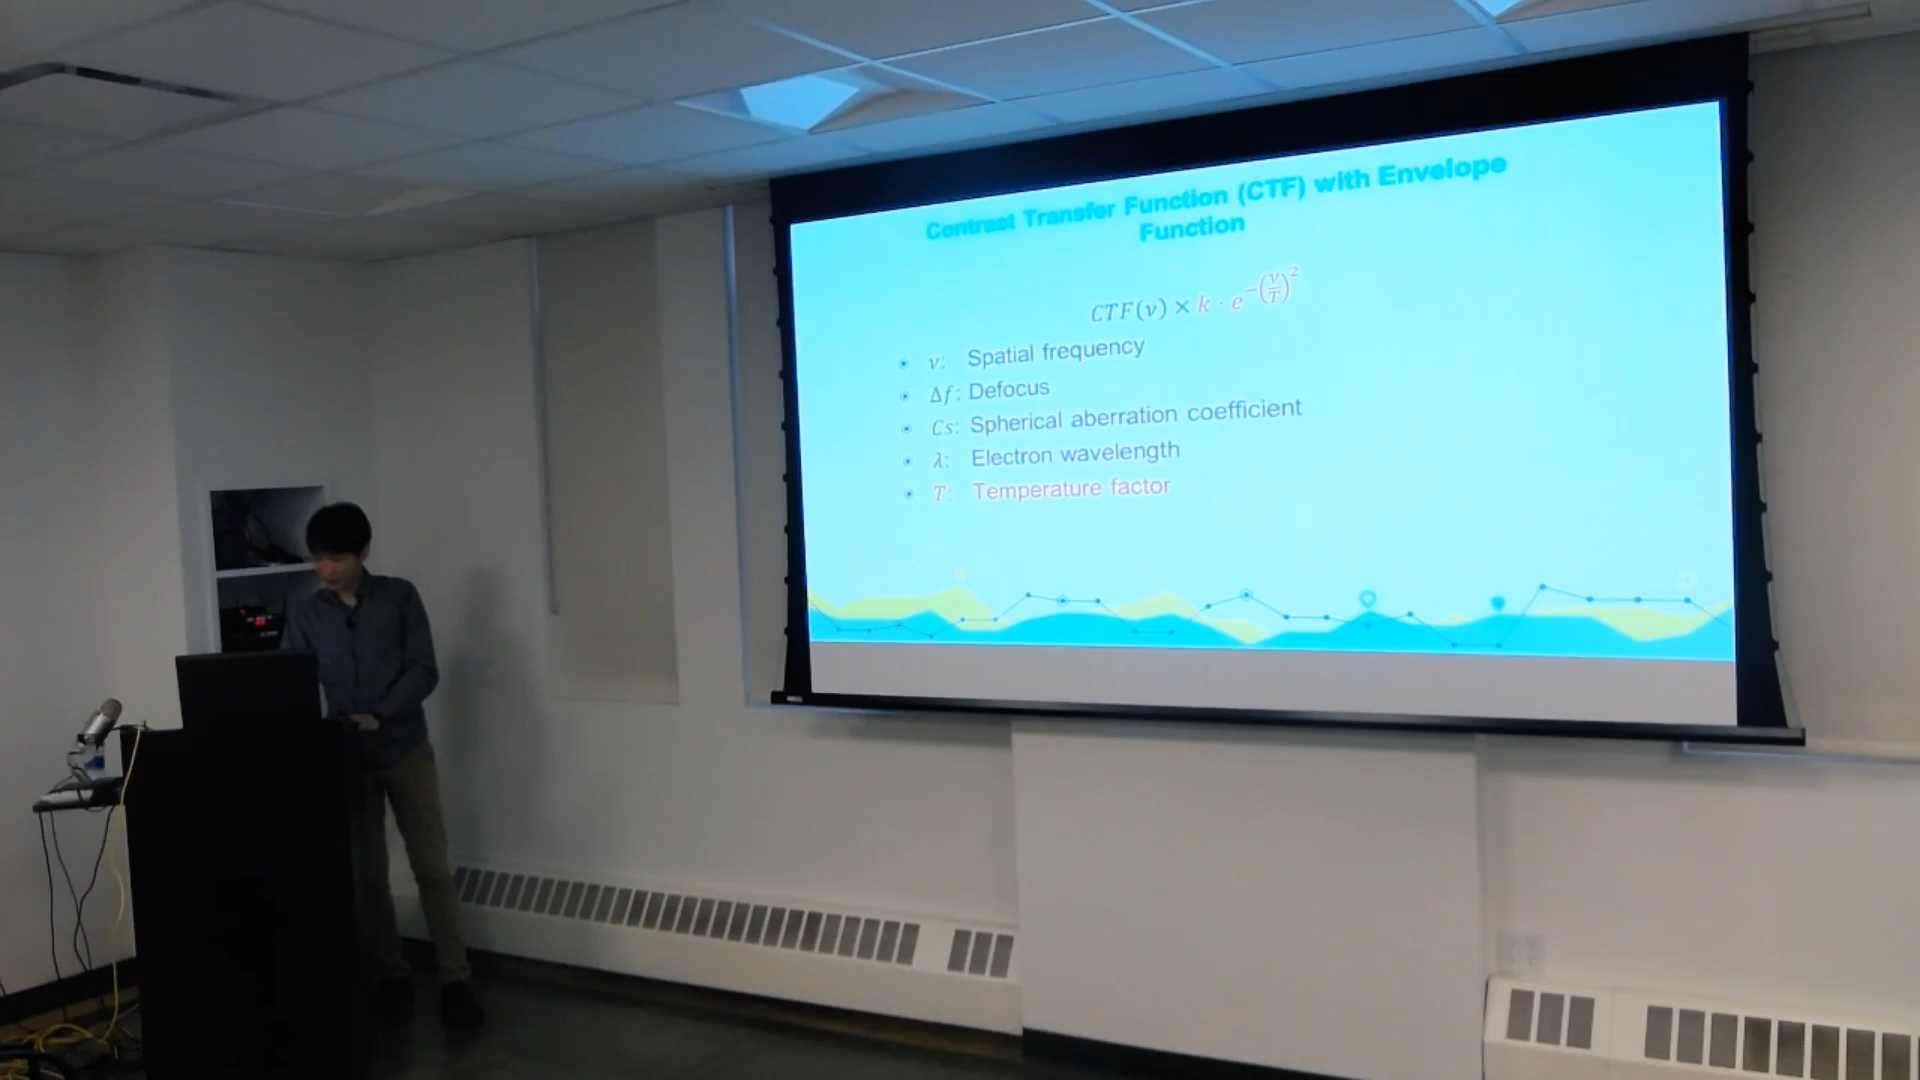 Contrast Transfer Function (CTF) with Envelope
Function
CTF(ν) × k · e^−(ν/T)^2
ν: Spatial frequency
Δf: Defocus
Cs: Spherical aberration coefficient
λ: Electron wavelength
T: Temperature factor